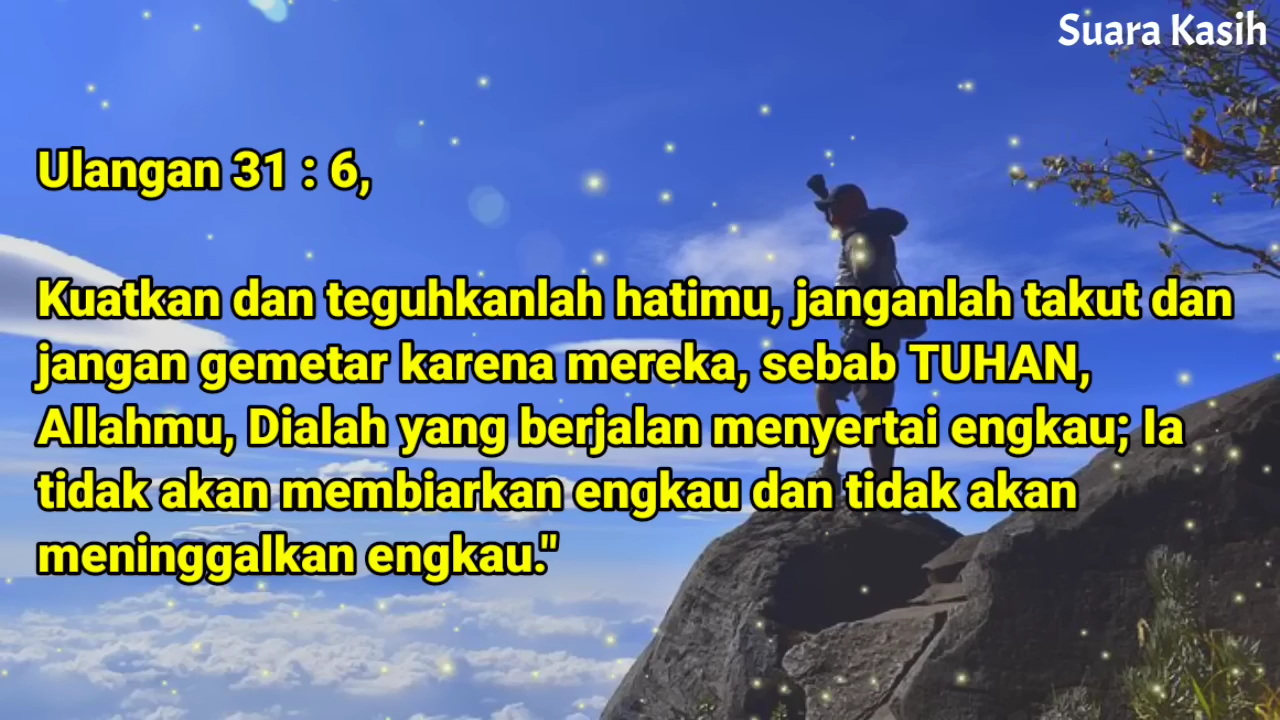 Suara Kasih
Ulangan 31 : 6,
Kuatkan dan teguhkanlah hatimu, janganlah takut dan
jangan gemetar karena mereka, sebab TUHAN,
Allahmu, Dialah yang berjalan menyertai engkau; Ia
tidak akan membiarkan engkau dan tidak akan
meninggalkan engkau."